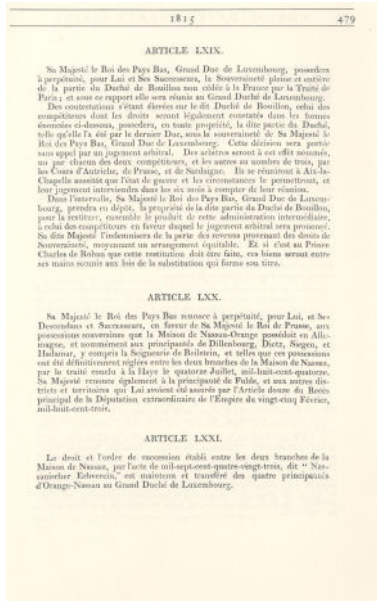 1815 479
ARTICLE LXIX.
Sa Majesté le Roi des Pays Bas, Grand Duc de Luxembourg, possedera
à perpétuité, pour Lui et Ses Successeurs, la Souveraineté pleine et entière
de la partie du Duché de Bouillon non cédée à la France par la Traité de
Paris; et sous ce rapport elle sera réunie au Grand Duché de Luxembourg.
Des contestations s'étant élevées sur le dit Duché de Bouillon, celui des
compétiteurs dont les droits seront légalement constatés dans les formes
énoncées ci-dessous, possedera, en toute propriété, la dite partie du Duché,
telle qu'elle l'a été par le dernier Duc, sous la souveraineté de Sa Majesté le
Roi des Pays Bas, Grand Duc de Luxembourg. Cette décision sera portée
sans appel par un jugement arbitral. Des arbitres seront à cet effet nommés,
un par chacun des deux compétiteurs, et les autres au nombre de trois, par
les Cours d'Autriche, de Prusse, et de Sardaigne. Ils se réuniront à Aix-la-
Chapelle aussitôt que l'état de guerre et les circonstances le permettront, et
leur jugement interviendra dans les six mois à compter de leur réunion.
Dans l'intervalle, Sa Majesté le Roi des Pays Bas, Grand Duc de Luxem-
bourg, prendra en dépôt, la propriété de la dite partie du Duché de Bouillon,
pour la restituer, ensemble le produit de cette administration intermédiaire,
à celui des compétiteurs en faveur duquel le jugement arbitral sera prononcé.
Sa dite Majesté l'indemnisera de la perte des revenus provenant des droits de
Souveraineté, moyennant un arrangement équitable. Et si c'est au Prince
Charles de Rohan que cette restitution doit être faite, ces biens seront entre
ses mains soumis aux lois de la substitution qui forme son titre.
ARTICLE LXX.
Sa Majesté le Roi des Pays Bas renonce à perpétuité, pour Lui, et Ses
Descendans et Successeurs, en faveur de Sa Majesté le Roi de Prusse, aux
possessions souveraines que la Maison de Nassau-Orange possédoit en Alle-
magne, et nommément aux principautés de Dillenbourg, Dietz, Siegen, et
Hadamar, y compris la Seigneurie de Beilstein, et telles que ces possessions
ont été définitivement réglées entre les deux branches de la Maison de Nassau,
par la traité conclu à la Haye le quatorze Juillet, mil-huit-cent-quatorze.
Sa Majesté renonce également à la principauté de Fulde, et aux autres dis-
tricts et territoires qui Lui avoient été assurés par l'Article douze du Recès
principal de la Députation extraordinaire de l'Empire du vingt-cinq Février,
mil-huit-cent-trois.
ARTICLE LXXI.
Le droit et l'ordre de succession établi entre les deux branches de la
Maison de Nassau, par l'acte de mil-sept-cent-quatre-vingt-trois, dit " Nas-
sauischer Erbverein," est maintenu et transféré des quatre principautés
d'Orange-Nassau au Grand Duché de Luxembourg.